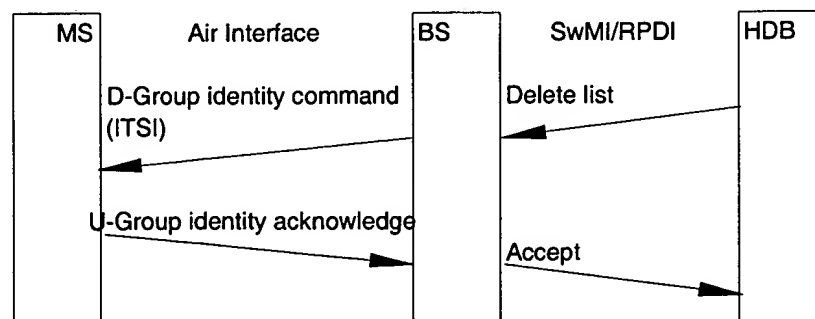 MS Air Interface BS SwMI/RPDI HDB
D-Group identity command
(ITSI)
Delete list
U-Group identity acknowledge
Accept